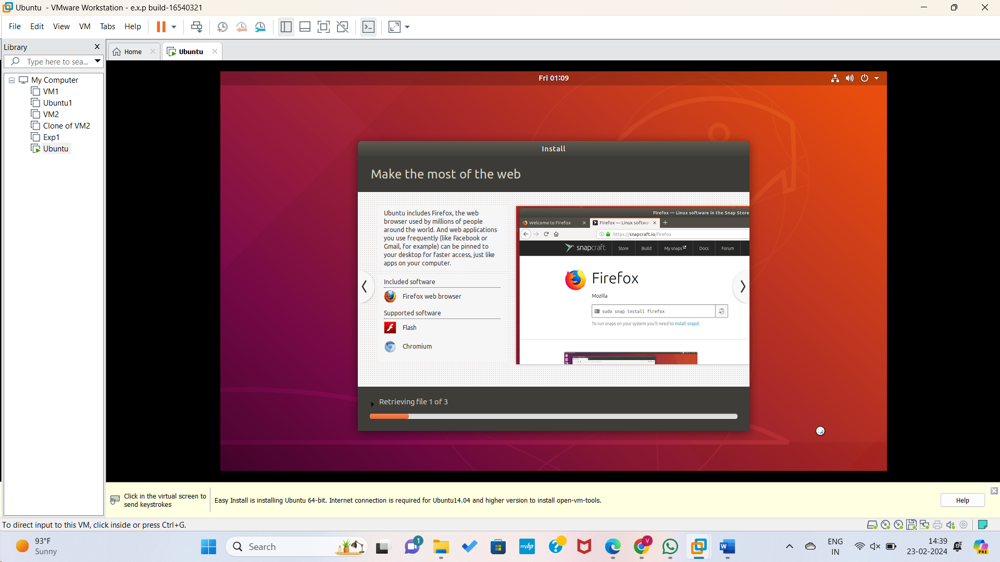 Ubuntu - VMware Workstation - e.x.p build-16540321
File Edit View VM Tabs Help
Library
Type here to sea...
My Computer
VM1
Ubuntu1
VM2
Clone of VM2
Exp1
Ubuntu
Home
Ubuntu
Fri 01:09
Install
Make the most of the web
Ubuntu includes Firefox, the web
browser used by millions of people
around the world. And web applications
you use frequently (like Facebook or
Gmail, for example) can be pinned to
your desktop for faster access, just like
apps on your computer.
Included software
Firefox web browser
Supported software
Flash
Chromium
Firefox — Linux software in the Snap Store
Welcome to Firefox
Firefox — Linux softwar
https://snapcraft.io/firefox
snapcraft Store Build My snaps Docs Forum
Firefox
Mozilla
sudo snap install firefox
To run snaps on your system you'll need to install snapd.
Retrieving file 1 of 3
Click in the virtual screen to
send keystrokes
Easy Install is installing Ubuntu 64-bit. Internet connection is required for Ubuntu14.04 and higher version to install open-vm-tools.
Help
To direct input to this VM, click inside or press Ctrl+G.
93°F
Sunny
Search
1
myhp
V
ENG
IN
14:39
23-02-2024
PRE